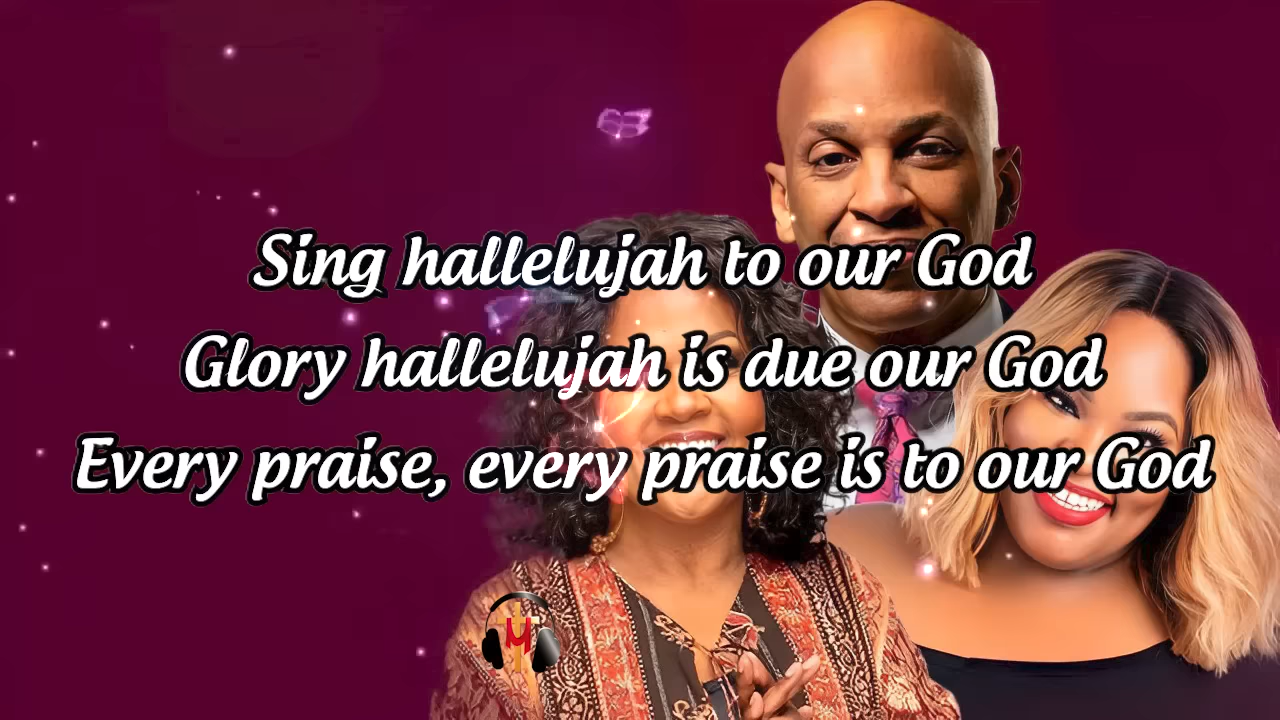 Sing hallelujah to our God
Glory hallelujah is due our God
Every praise, every praise is to our God
M